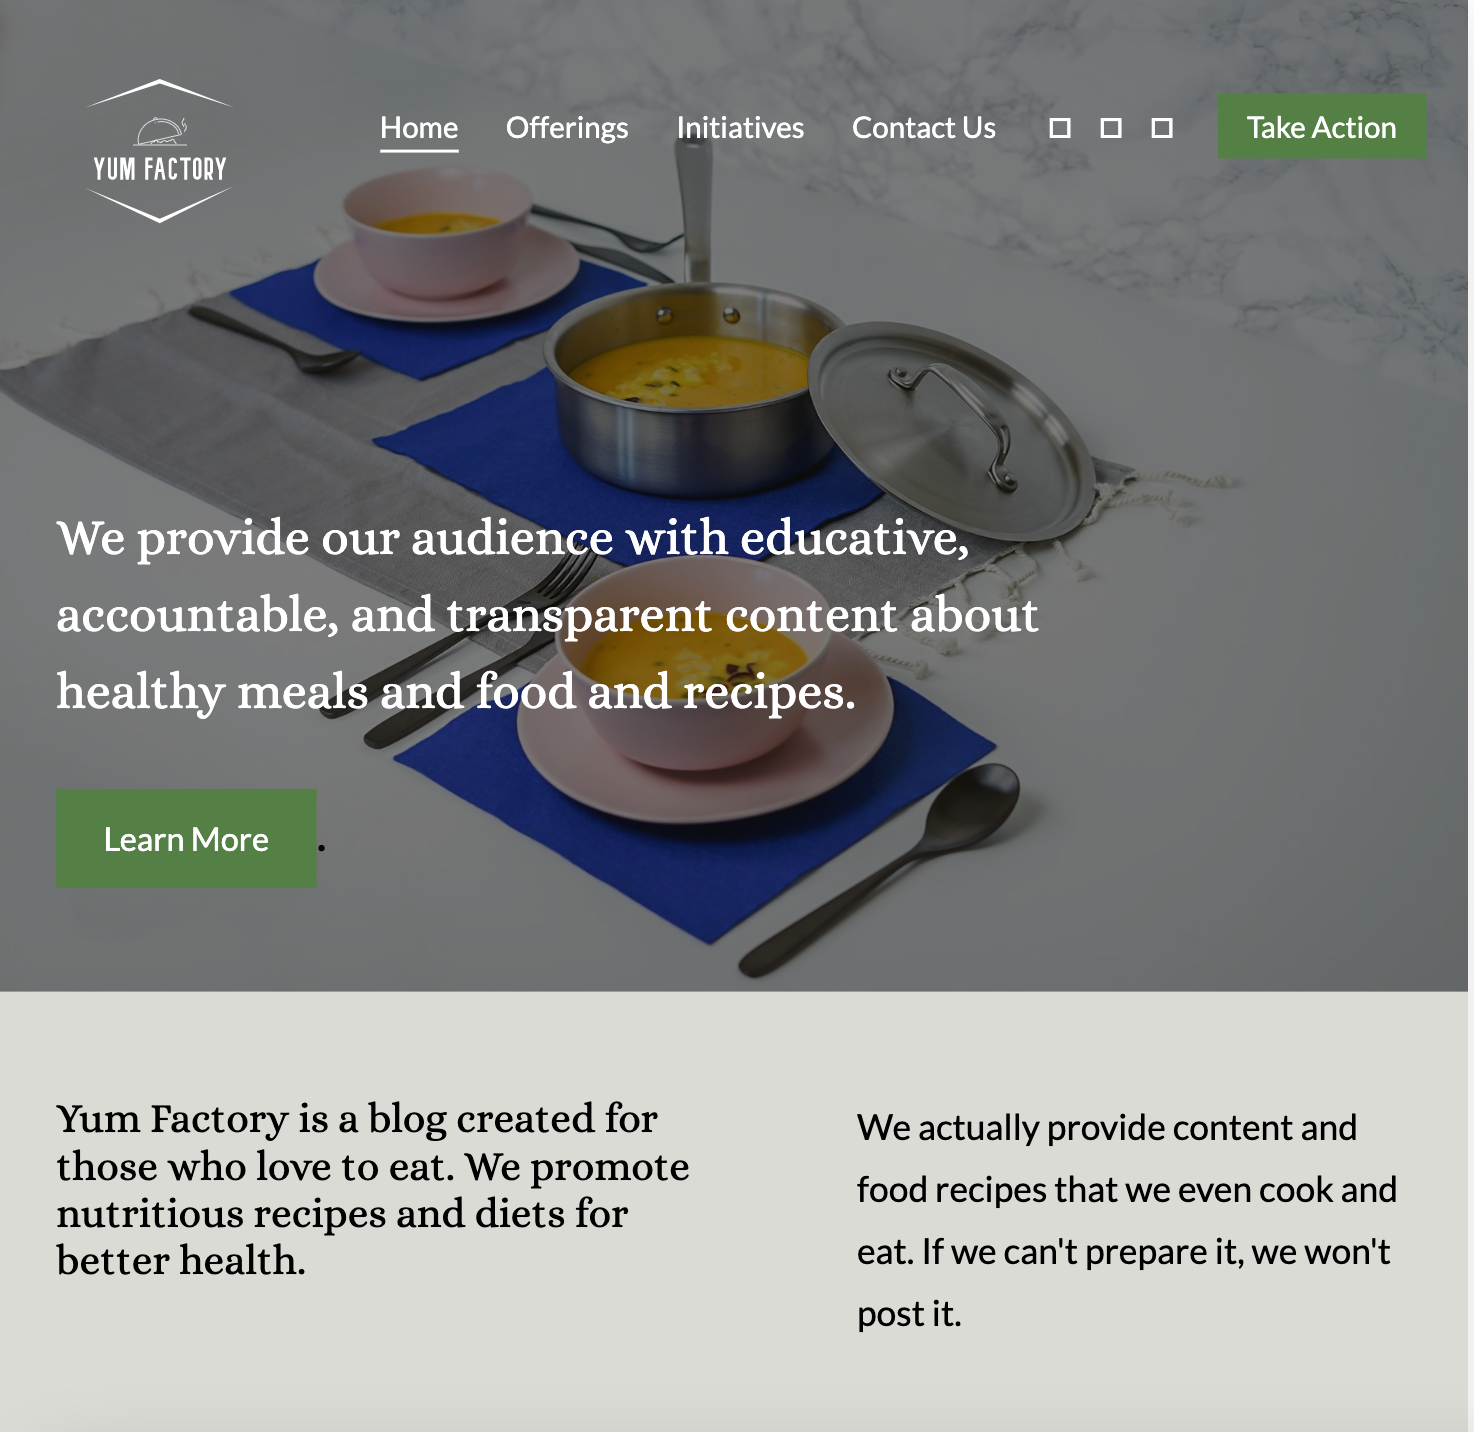 YUM FACTORY
Home Offerings Initiatives Contact Us Take Action
We provide our audience with educative,
accountable, and transparent content about
healthy meals and food and recipes.
Learn More .
Yum Factory is a blog created for
those who love to eat. We promote
nutritious recipes and diets for
better health.
We actually provide content and
food recipes that we even cook and
eat. If we can't prepare it, we won't
post it.